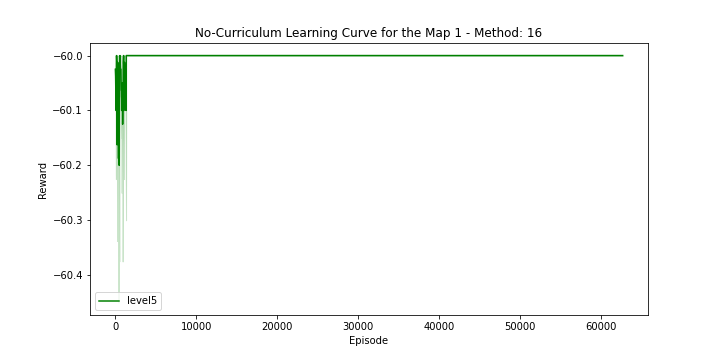 No-Curriculum Learning Curve for the Map 1 - Method: 16
−60.0
−60.1
−60.2
−60.3
−60.4
Reward
level5
0 10000 20000 30000 40000 50000 60000
Episode